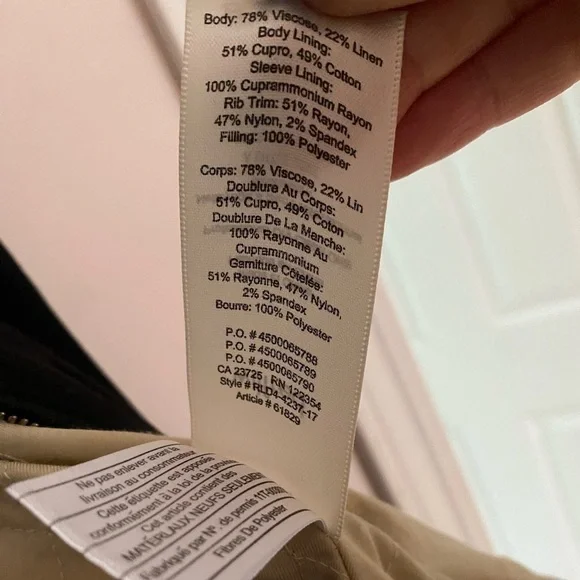 Body: 78% Viscose, 22% Linen
Body Lining:
51% Cupro, 49% Cotton
Sleeve Lining:
100% Cuprammonium Rayon
Rib Trim: 51% Rayon,
47% Nylon, 2% Spandex
Filling: 100% Polyester
Corps: 78% Viscose, 22% Lin
Doublure Au Corps:
51% Cupro, 49% Coton
Doublure De La Manche:
100% Rayonne Au
Cuprammonium
Garniture Côtelée:
51% Rayonne, 47% Nylon,
2% Spandex
Bourre: 100% Polyester
P.O. # 4500065788
P.O. # 4500065789
P.O. # 4500065790
CA 23725 RN 122354
Style # RLD4-4237-17
Article # 61829
Ne pas enlever avant la
livraison au consommateur
Cette étiquette est apposée
conformément à la loi de la
Cet article contient des
MATÉRIAUX NEUFS SEULEMENT
Fabriqué par N° de permis
Fibres De Polyester